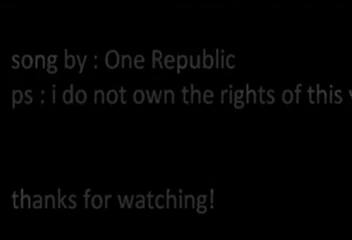 song by : One Republic
ps : i do not own the rights of this
thanks for watching!